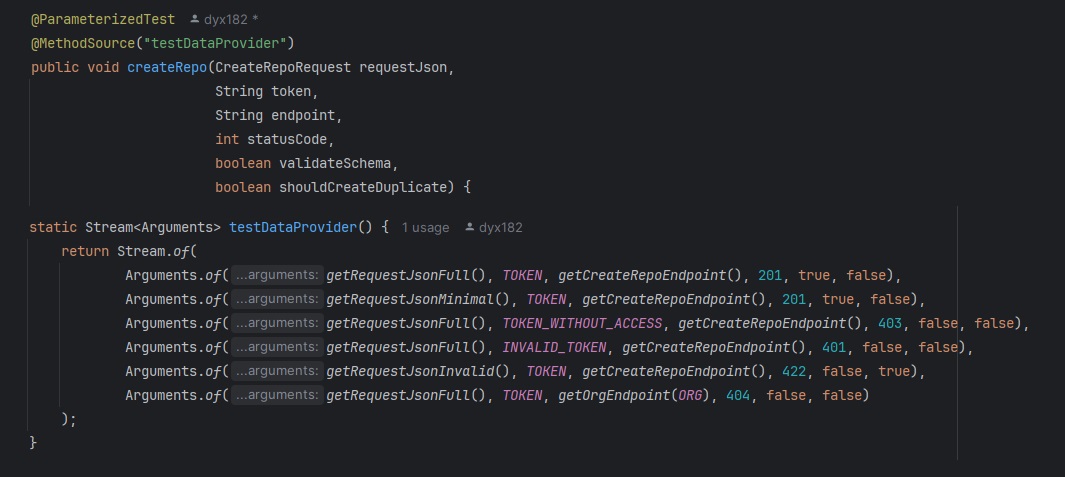 @ParameterizedTest dyx182 *
@MethodSource("testDataProvider")
public void createRepo(CreateRepoRequest requestJson,
String token,
String endpoint,
int statusCode,
boolean validateSchema,
boolean shouldCreateDuplicate) {
static Stream<Arguments> testDataProvider() { 1 usage dyx182
return Stream.of(
Arguments.of( ...arguments: getRequestJsonFull(), TOKEN, getCreateRepoEndpoint(), 201, true, false),
Arguments.of( ...arguments: getRequestJsonMinimal(), TOKEN, getCreateRepoEndpoint(), 201, true, false),
Arguments.of( ...arguments: getRequestJsonFull(), TOKEN_WITHOUT_ACCESS, getCreateRepoEndpoint(), 403, false, false),
Arguments.of( ...arguments: getRequestJsonFull(), INVALID_TOKEN, getCreateRepoEndpoint(), 401, false, false),
Arguments.of( ...arguments: getRequestJsonInvalid(), TOKEN, getCreateRepoEndpoint(), 422, false, true),
Arguments.of( ...arguments: getRequestJsonFull(), TOKEN, getOrgEndpoint(ORG), 404, false, false)
);
}